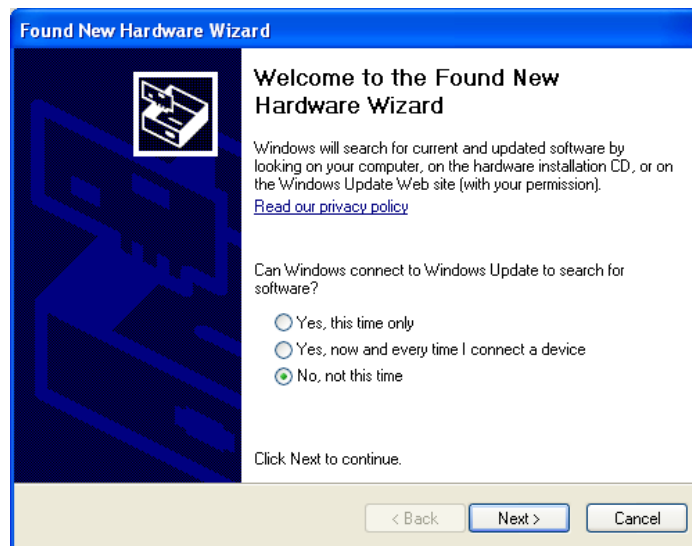 Found New Hardware Wizard
Welcome to the Found New
Hardware Wizard
Windows will search for current and updated software by
looking on your computer, on the hardware installation CD, or on
the Windows Update Web site (with your permission).
Read our privacy policy
Can Windows connect to Windows Update to search for
software?
Yes, this time only
Yes, now and every time I connect a device
No, not this time
Click Next to continue.
< Back Next > Cancel